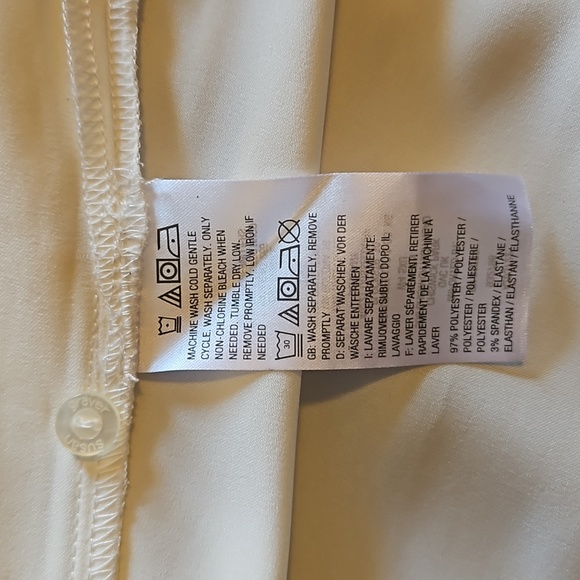 MACHINE WASH COLD GENTLE
CYCLE. WASH SEPARATELY. ONLY
NON-CHLORINE BLEACH WHEN
NEEDED. TUMBLE DRY LOW.
REMOVE PROMPTLY. LOW IRON IF
NEEDED
30
GB: WASH SEPARATELY. REMOVE
PROMPTLY
D: SEPARAT WASCHEN. VOR DER
WÄSCHE ENTFERNEN
I: LAVARE SEPARATAMENTE.
RIMUOVERE SUBITO DOPO IL
LAVAGGIO
F: LAVER SÉPARÉMENT. RETIRER
RAPIDEMENT DE LA MACHINE À
LAVER
97% POLYESTER / POLYESTER /
POLYESTER / POLIESTERE /
POLYESTER
3% SPANDEX / ELASTANE /
ELASTHAN / ELASTAN / ÉLASTHANNE